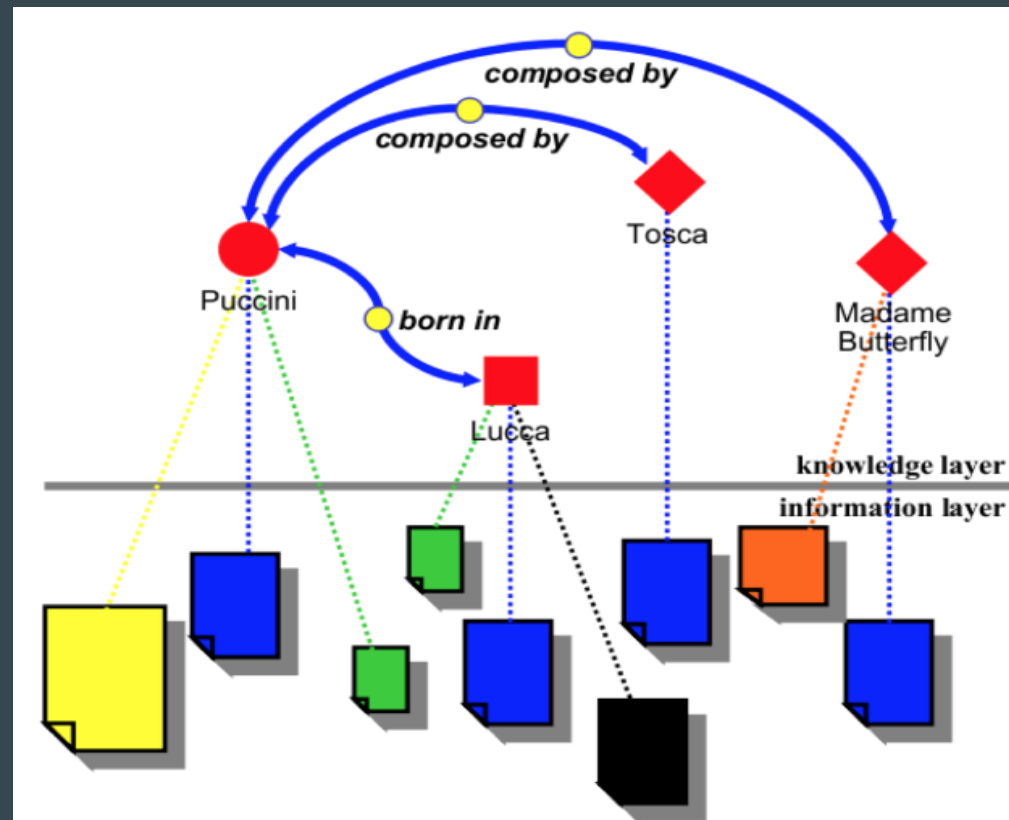 composed by
composed by
Tosca
Puccini
Madame
Butterfly
born in
Lucca
knowledge layer
information layer